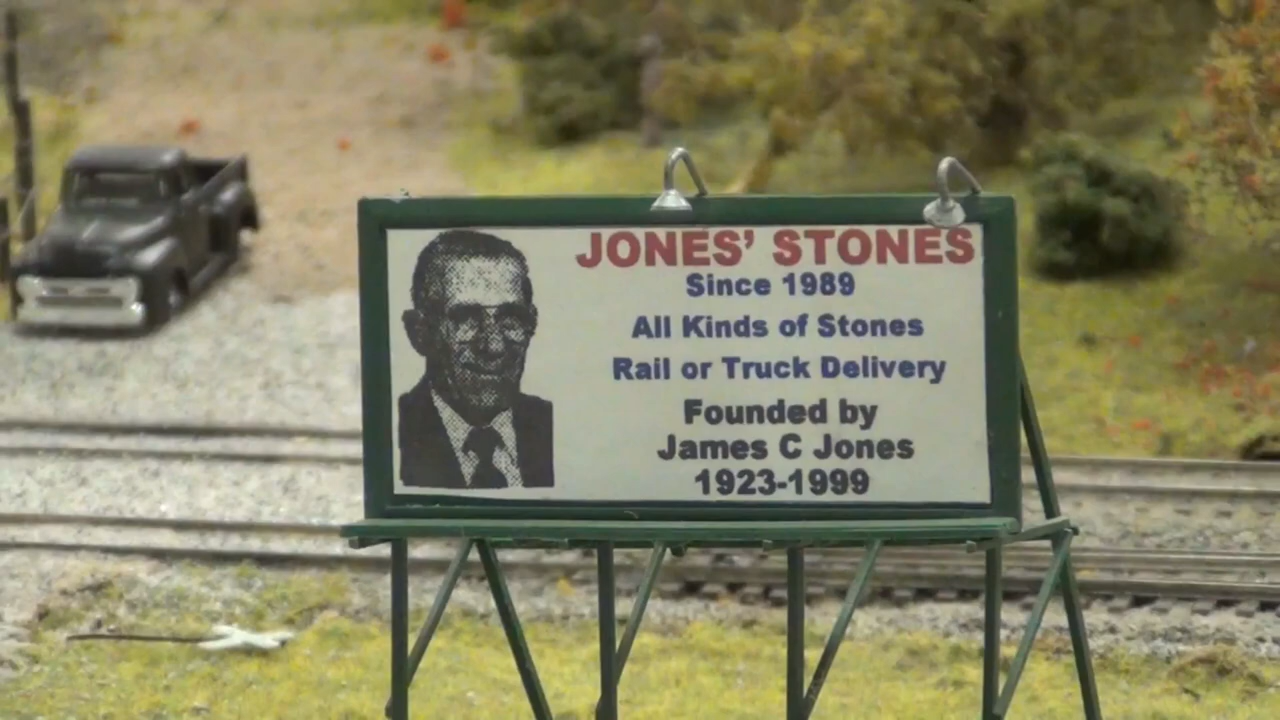 JONES' STONES
Since 1989
All Kinds of Stones
Rail or Truck Delivery
Founded by
James C Jones
1923-1999